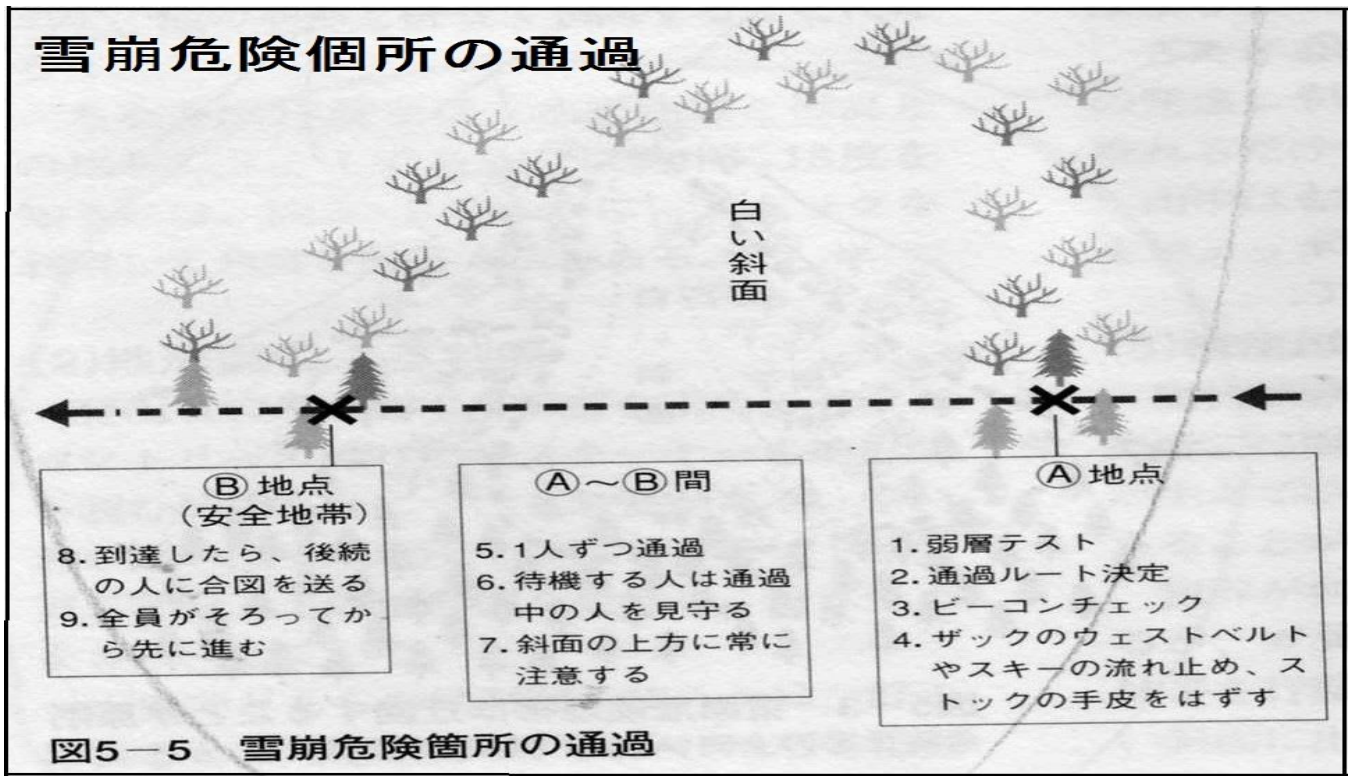 雪崩危険個所の通過
白い斜面
Ⓑ地点
(安全地帯)
8. 到達したら、後続
の人に合図を送る
9. 全員がそろってか
ら先に進む
Ⓐ～Ⓑ間
5. 1人ずつ通過
6. 待機する人は通過
中の人を見守る
7. 斜面の上方に常に
注意する
Ⓐ地点
1. 弱層テスト
2. 通過ルート決定
3. ビーコンチェック
4. ザックのウェストベルト
やスキーの流れ止め、ス
トックの手皮をはずす
図5－5 雪崩危険箇所の通過